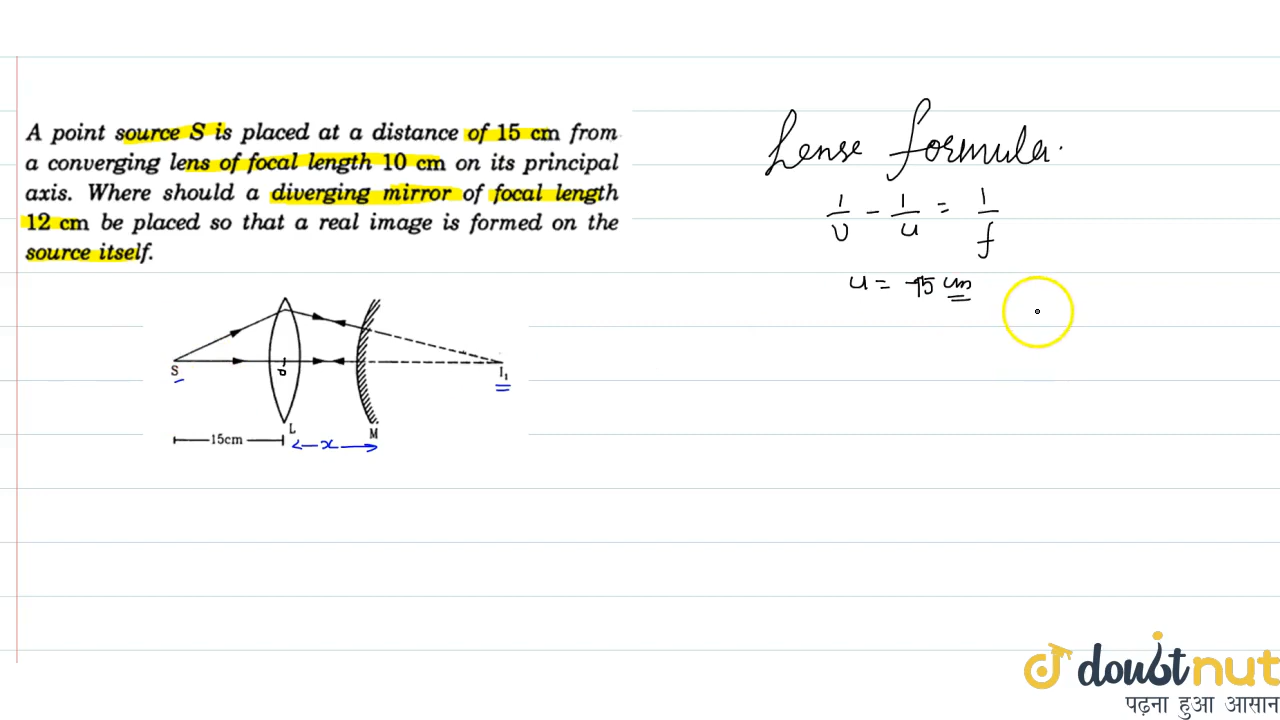 A point source S is placed at a distance of 15 cm from
a converging lens of focal length 10 cm on its principal
axis. Where should a diverging mirror of focal length
12 cm be placed so that a real image is formed on the
source itself.
S
L
M
I₁
15cm
x
Lense formula.
1/υ - 1/u = 1/f
u = -15 cm
doubtnut
पढ़ना हुआ आसान